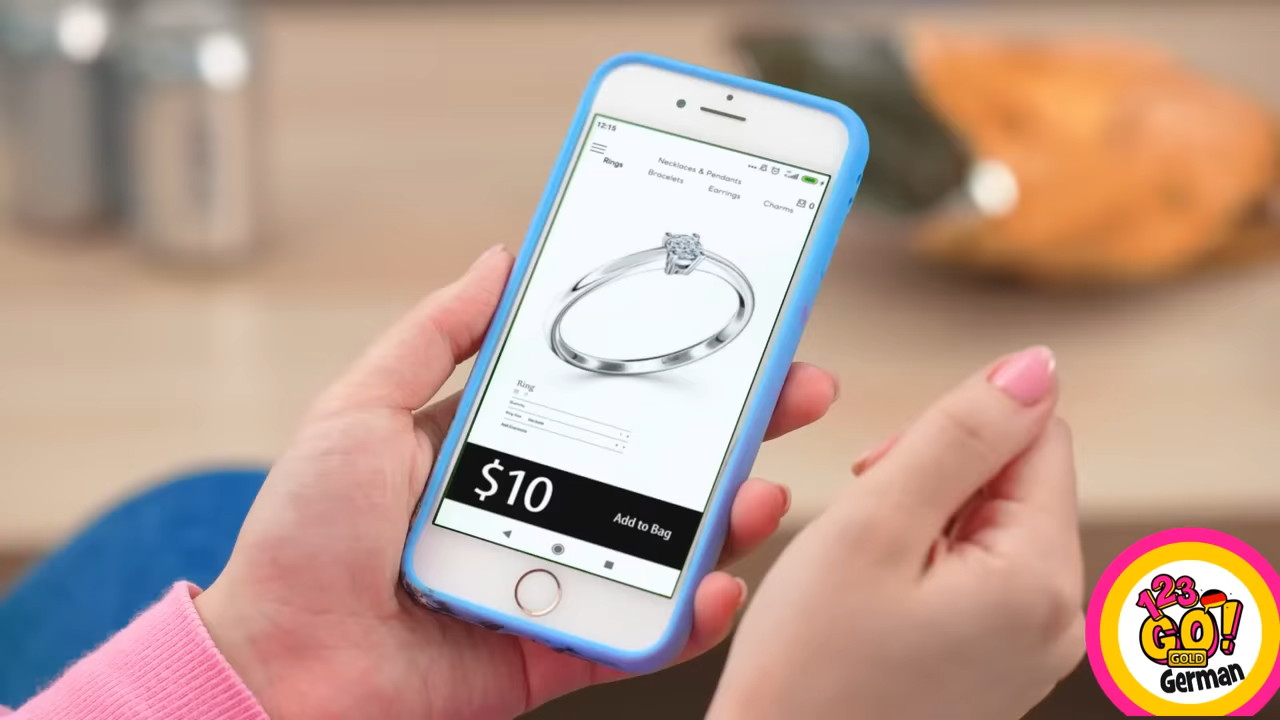 12:15
Rings
Necklaces & Pendants
Bracelets
Earrings
Charms
0
Ring
$10
Add to Bag
123
GO!
GOLD
German